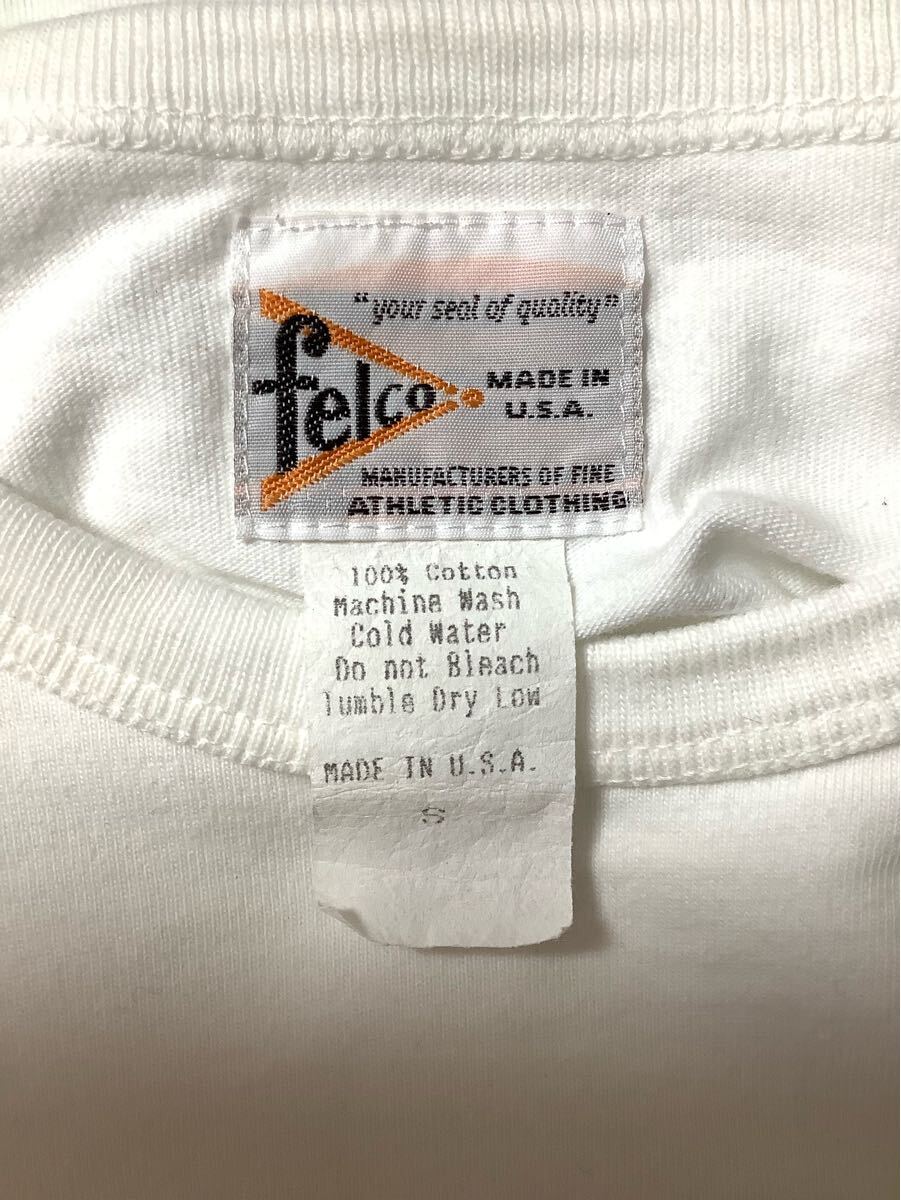 "your seal of quality"
felco
MADE IN
U.S.A.
MANUFACTURERS OF FINE
ATHLETIC CLOTHING
100% Cotton
Machine Wash
Cold Water
Do not Bleach
Tumble Dry Low
MADE IN U.S.A.
S